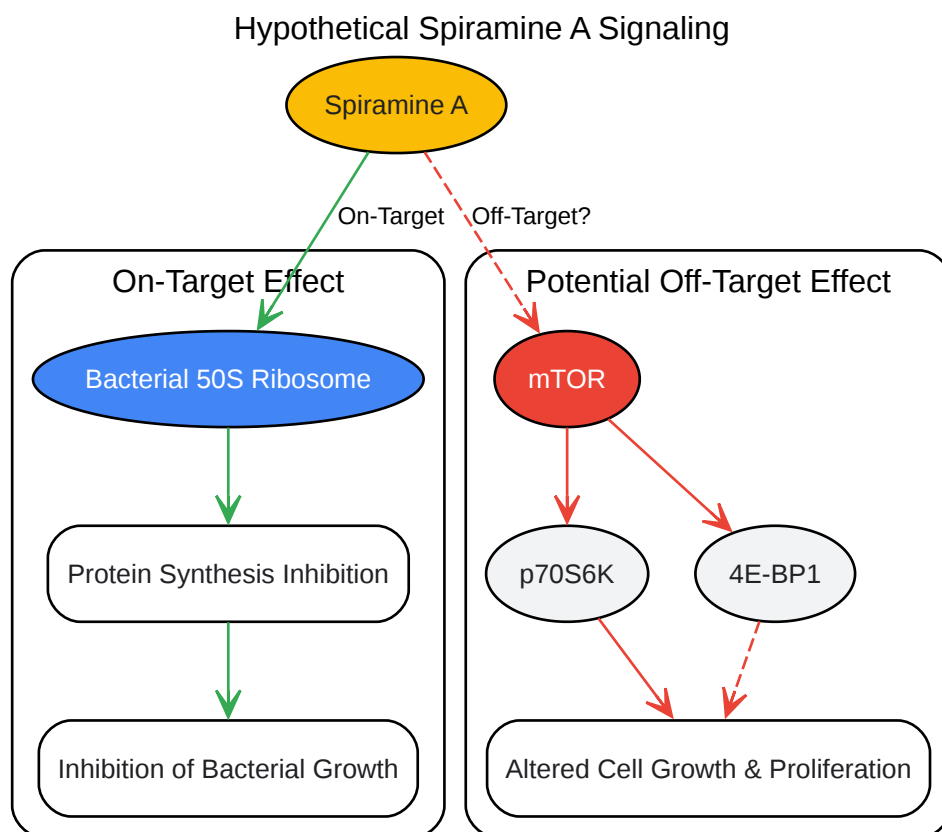 Hypothetical Spiramine A Signaling
Spiramine A
On-Target
Off-Target?
On-Target Effect
Potential Off-Target Effect
Bacterial 50S Ribosome
mTOR
Protein Synthesis Inhibition
p70S6K
4E-BP1
Inhibition of Bacterial Growth
Altered Cell Growth & Proliferation